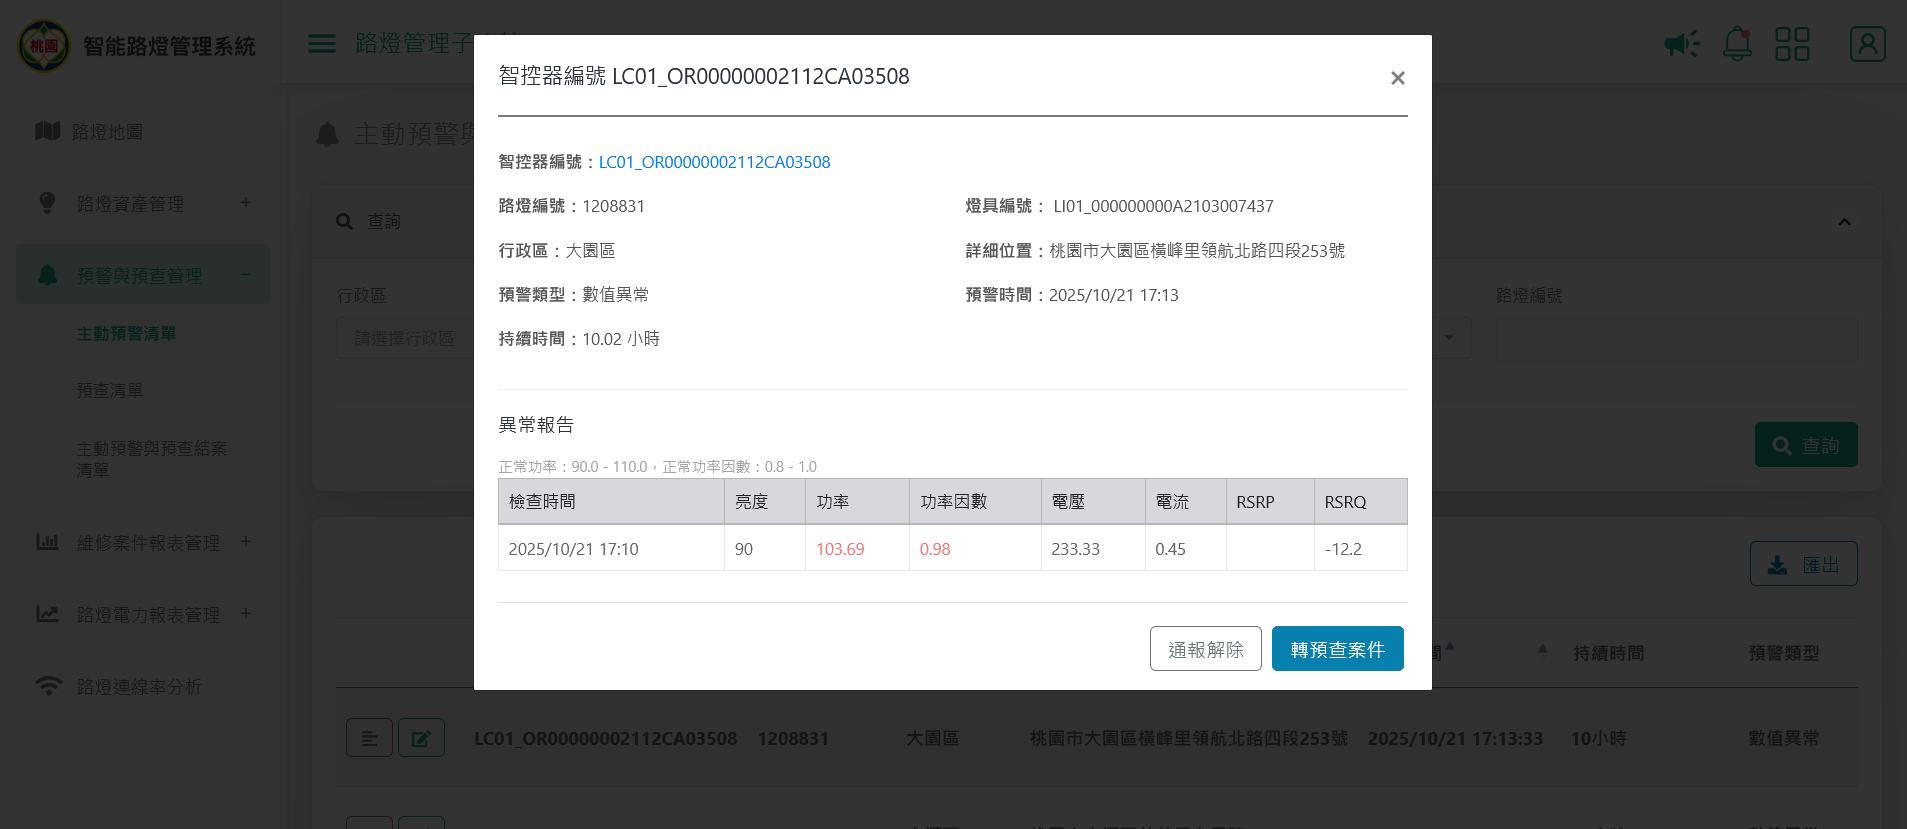 桃園 智能路燈管理系統
路燈管理子
路燈地圖
路燈資產管理 +
預警與預查管理 −
主動預警清單
預查清單
主動預警與預查結案
清單
維修案件報表管理 +
路燈電力報表管理 +
路燈連線率分析
主動預警與
查詢
行政區
請選擇行政區
路燈編號
查詢
匯出
智控器編號 LC01_OR00000002112CA03508 ×
智控器編號：LC01_OR00000002112CA03508
路燈編號：1208831 燈具編號： LI01_000000000A2103007437
行政區：大園區 詳細位置：桃園市大園區橫峰里領航北路四段253號
預警類型：數值異常 預警時間：2025/10/21 17:13
持續時間：10.02 小時
異常報告
正常功率：90.0 - 110.0，正常功率因數：0.8 - 1.0
檢查時間 亮度 功率 功率因數 電壓 電流 RSRP RSRQ
2025/10/21 17:10 90 103.69 0.98 233.33 0.45 -12.2
通報解除 轉預查案件
間 持續時間 預警類型
LC01_OR00000002112CA03508 1208831 大園區 桃園市大園區橫峰里領航北路四段253號 2025/10/21 17:13:33 10小時 數值異常